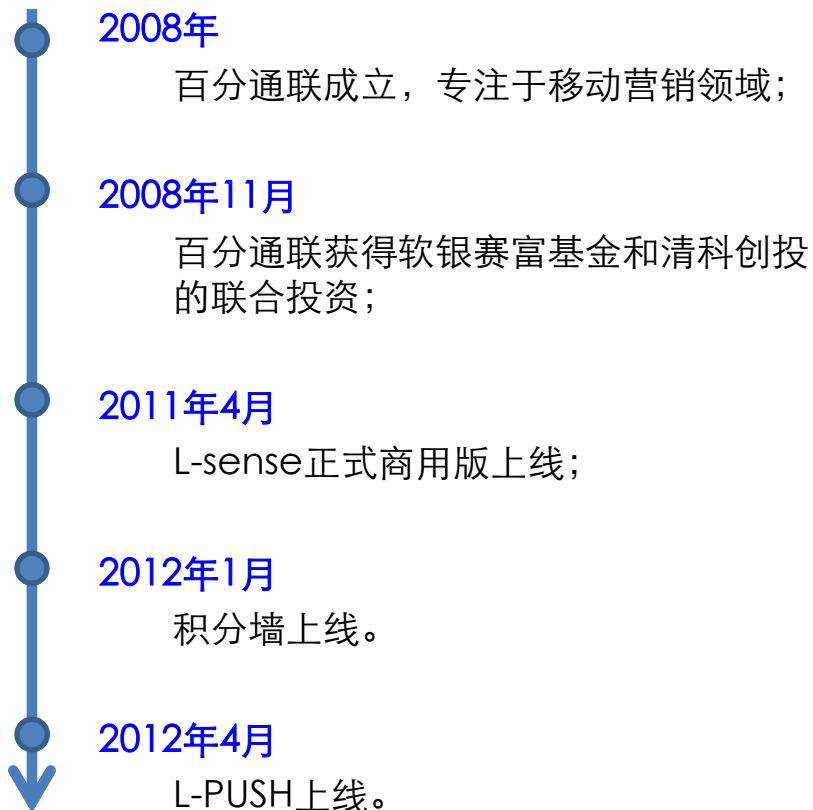 2008年
百分通联成立，专注于移动营销领域；
2008年11月
百分通联获得软银赛富基金和清科创投
的联合投资；
2011年4月
L-sense正式商用版上线；
2012年1月
积分墙上线。
2012年4月
L-PUSH上线。